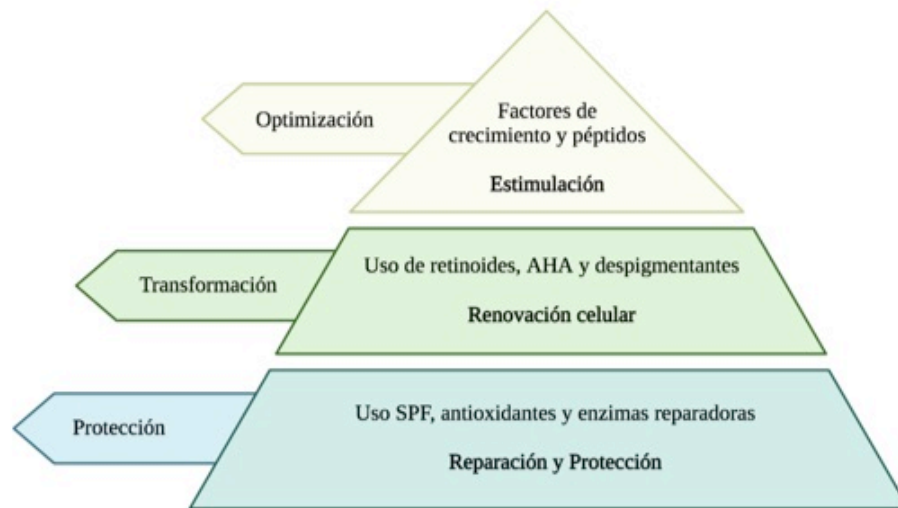 Optimización
Factores de
crecimiento y péptidos
Estimulación
Transformación
Uso de retinoides, AHA y despigmentantes
Renovación celular
Protección
Uso SPF, antioxidantes y enzimas reparadoras
Reparación y Protección